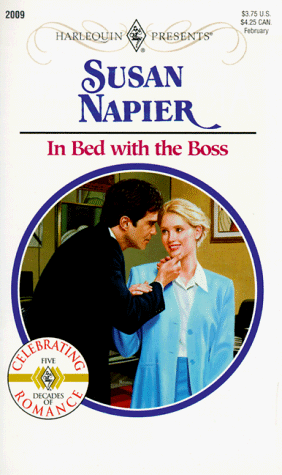 2009
HARLEQUIN PRESENTS®
$3.75 U.S.
$4.25 CAN.
February
SUSAN
NAPIER
In Bed with the Boss
CELEBRATING
FIVE
DECADES OF
ROMANCE